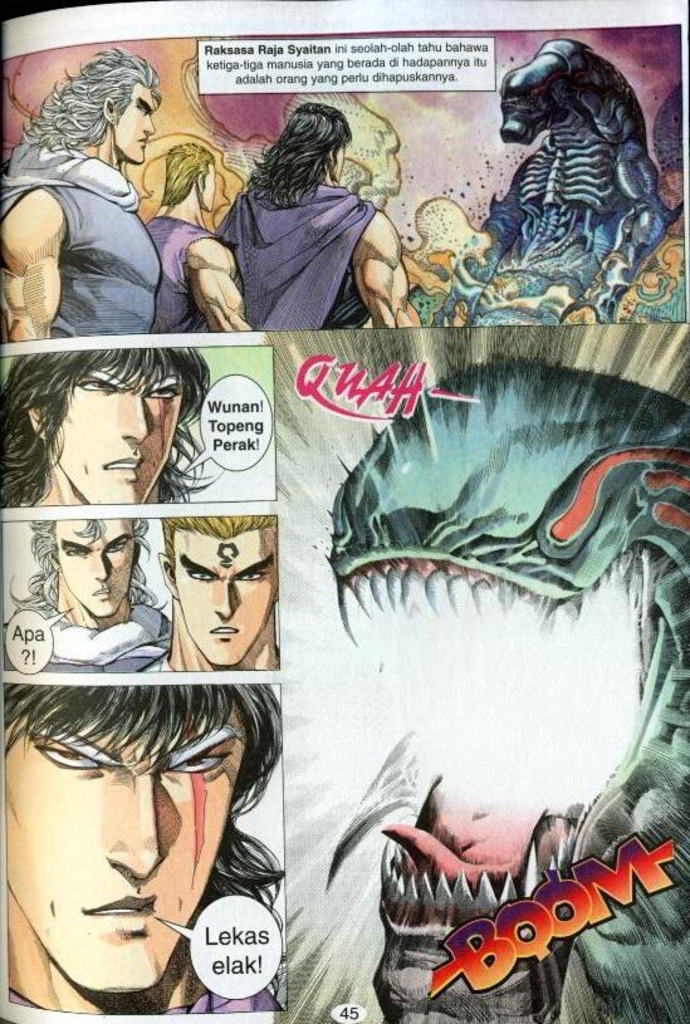 Raksasa Raja Syaitan ini seolah-olah tahu bahawa
ketiga-tiga manusia yang berada di hadapannya itu
adalah orang yang perlu dihapuskannya.
Wunan!
Topeng
Perak!
QUAH
Apa
?!
Lekas
elak!
BOOM
45